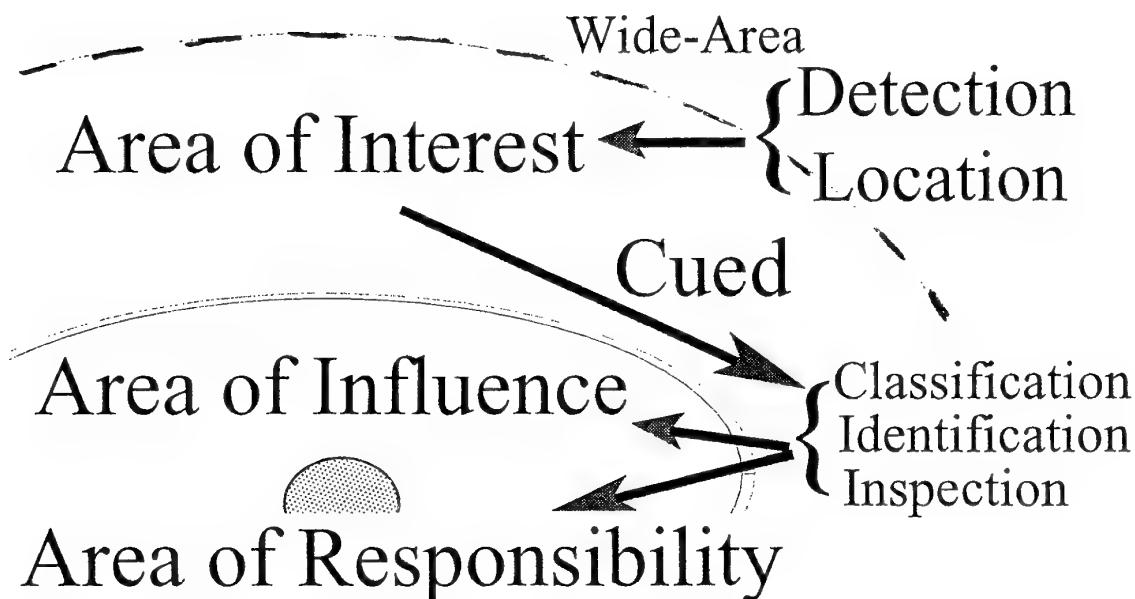 Wide-Area
Detection
Area of Interest
Location
Cued
Area of Influence
Classification
Identification
Inspection
Area of Responsibility